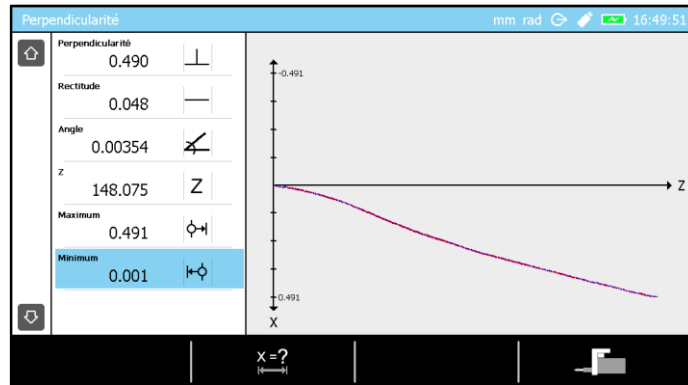 Perpendicularité
mm rad 16:49:51
Perpendicularité
0.490
Rectitude
0.048
Angle
0.00354
Z
148.075 Z
Maximum
0.491
Minimum
0.001
-0.491
Z
0.491
X
X =?